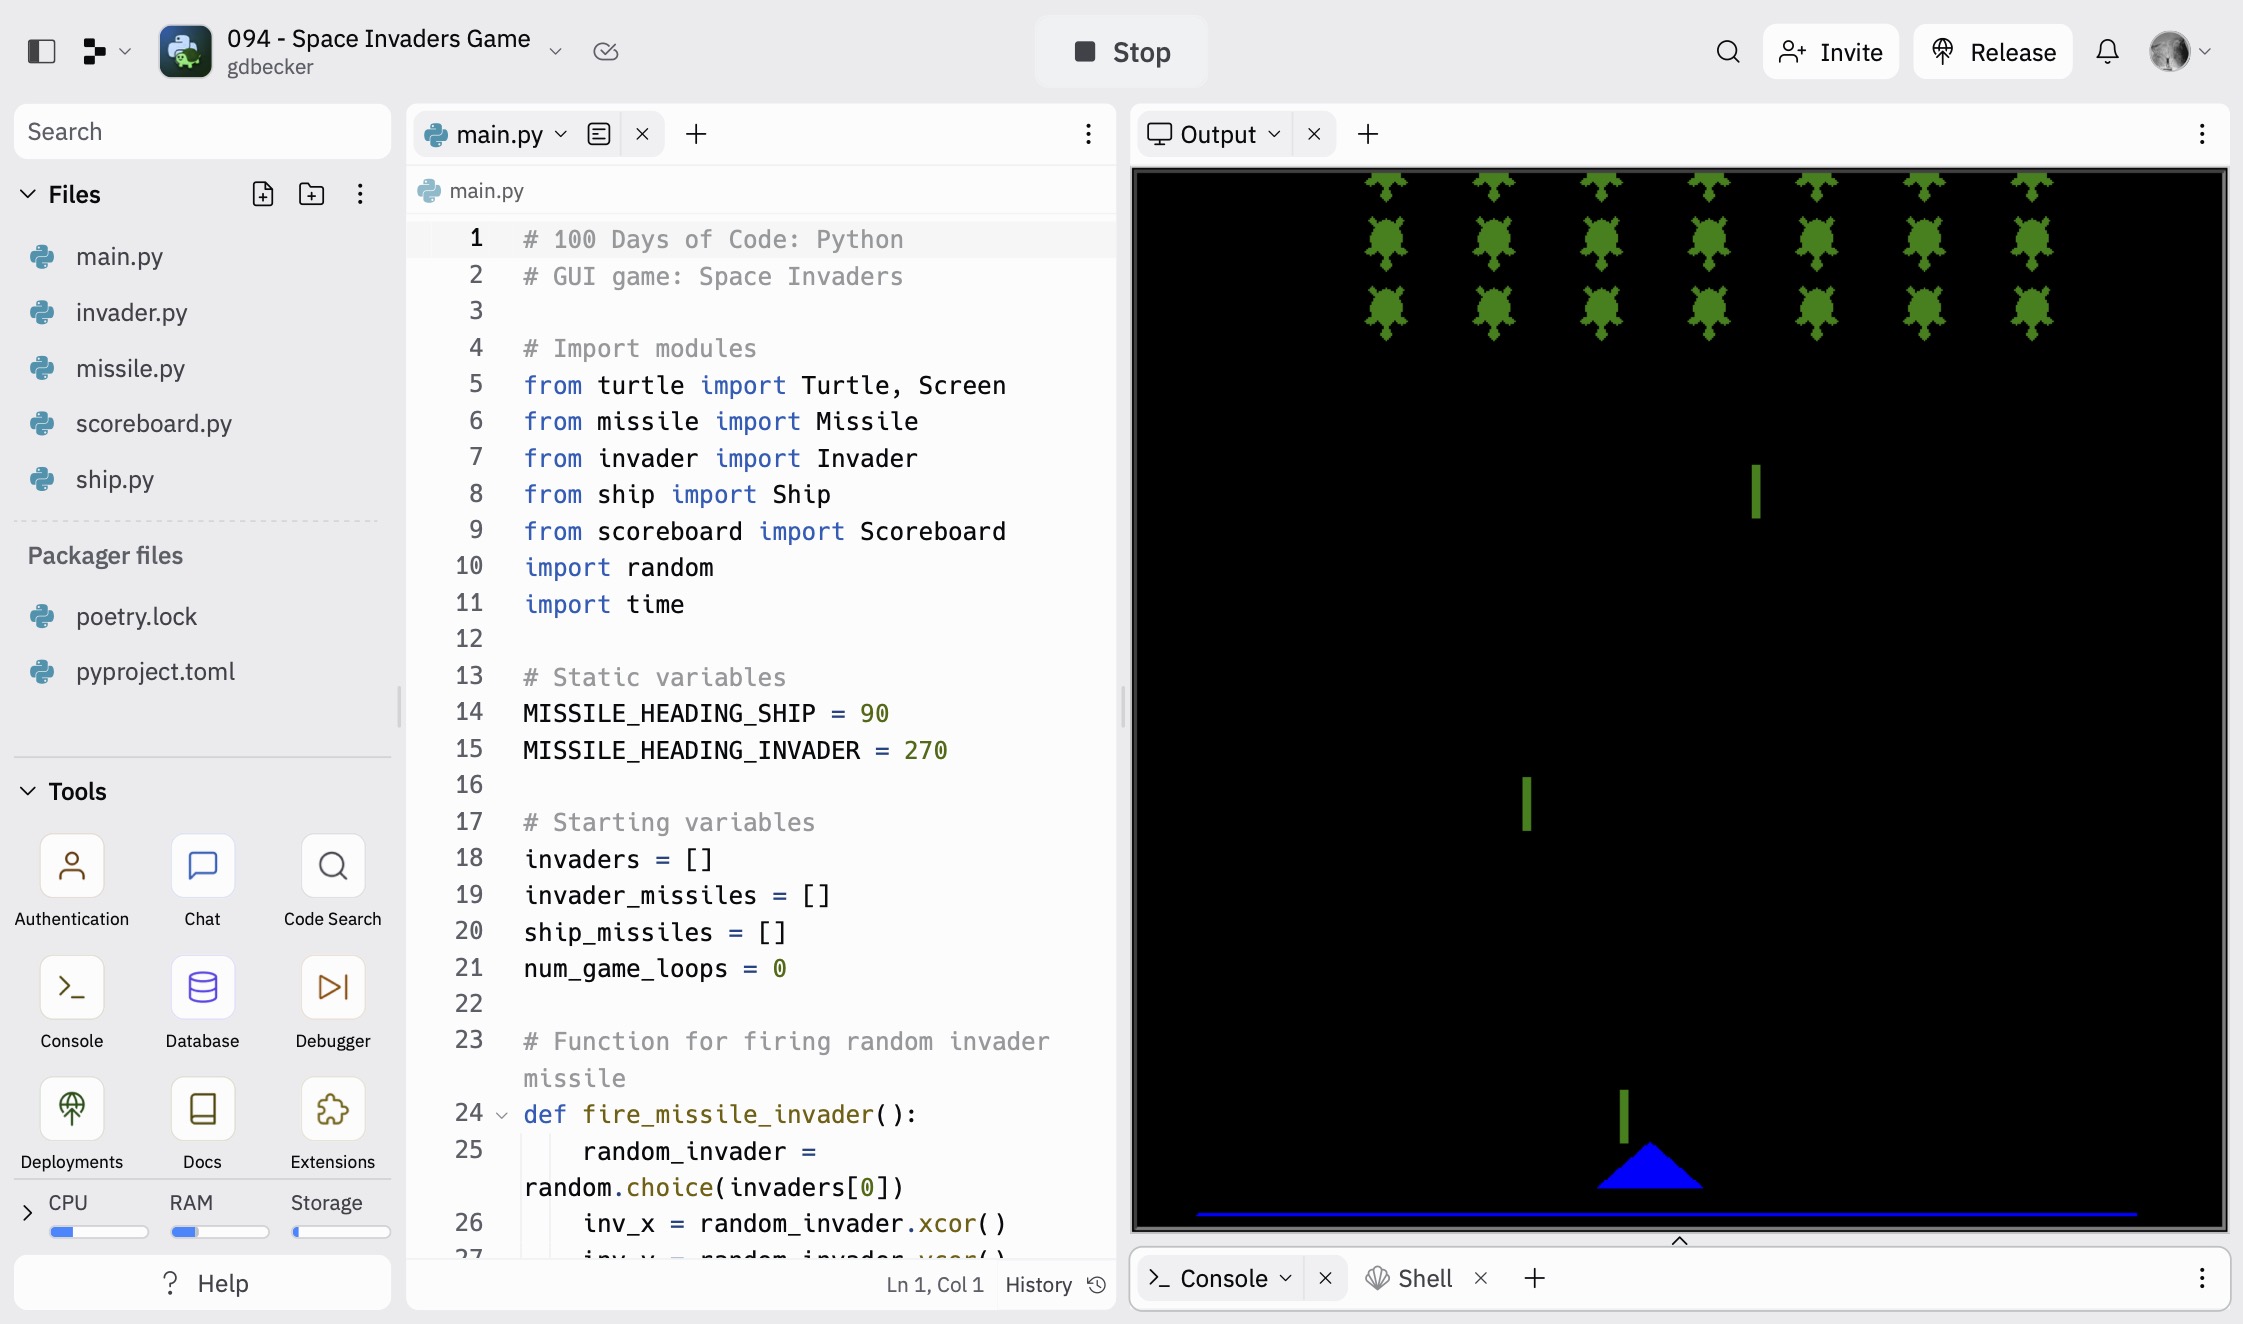 094 - Space Invaders Game
gdbecker
Stop
Invite
Release
Search
Files
main.py
invader.py
missile.py
scoreboard.py
ship.py
Packager files
poetry.lock
pyproject.toml
Tools
Authentication
Chat
Code Search
Console
Database
Debugger
Deployments
Docs
Extensions
CPU
RAM
Storage
? Help
main.py
main.py
1 # 100 Days of Code: Python
2 # GUI game: Space Invaders
3
4 # Import modules
5 from turtle import Turtle, Screen
6 from missile import Missile
7 from invader import Invader
8 from ship import Ship
9 from scoreboard import Scoreboard
10 import random
11 import time
12
13 # Static variables
14 MISSILE_HEADING_SHIP = 90
15 MISSILE_HEADING_INVADER = 270
16
17 # Starting variables
18 invaders = []
19 invader_missiles = []
20 ship_missiles = []
21 num_game_loops = 0
22
23 # Function for firing random invader
missile
24 def fire_missile_invader():
25 random_invader =
random.choice(invaders[0])
26 inv_x = random_invader.xcor()
Ln 1, Col 1 History
Output
Console
Shell